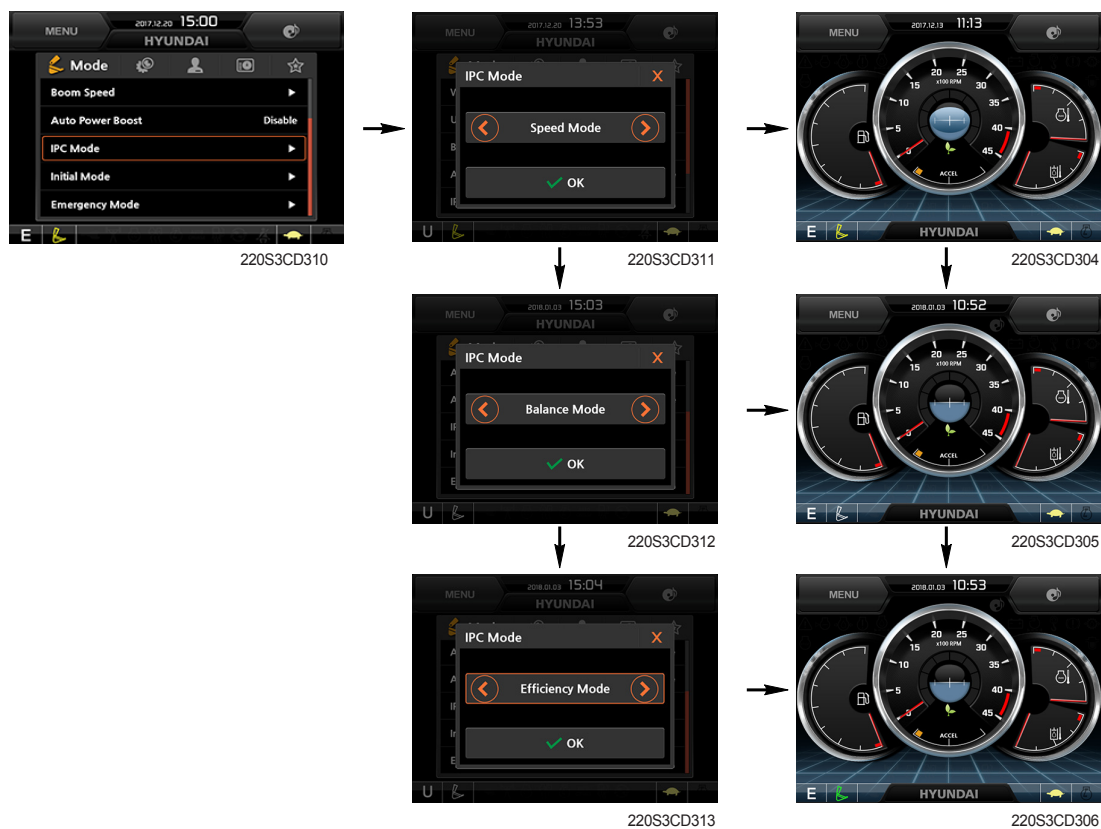 MENU
2017.12.20 15:00
HYUNDAI
Mode
Boom Speed
Auto Power Boost Disable
IPC Mode
Initial Mode
Emergency Mode
E
220S3CD310
MENU
2017.12.20 13:53
HYUNDAI
IPC Mode X
Speed Mode
OK
U
220S3CD311
MENU
2017.12.13 11:13
20 25
x100 RPM
15 30
10 35
5 40
0 45
ACCEL
E
HYUNDAI
220S3CD304
MENU
2018.01.03 15:03
HYUNDAI
IPC Mode X
Balance Mode
OK
U
220S3CD312
MENU
2018.01.03 10:52
20 25
x100 RPM
15 30
10 35
5 40
0 45
ACCEL
E
HYUNDAI
220S3CD305
MENU
2018.01.03 15:04
HYUNDAI
IPC Mode X
Efficiency Mode
OK
U
220S3CD313
MENU
2018.01.03 10:53
20 25
x100 RPM
15 30
10 35
5 40
0 45
ACCEL
E
HYUNDAI
220S3CD306